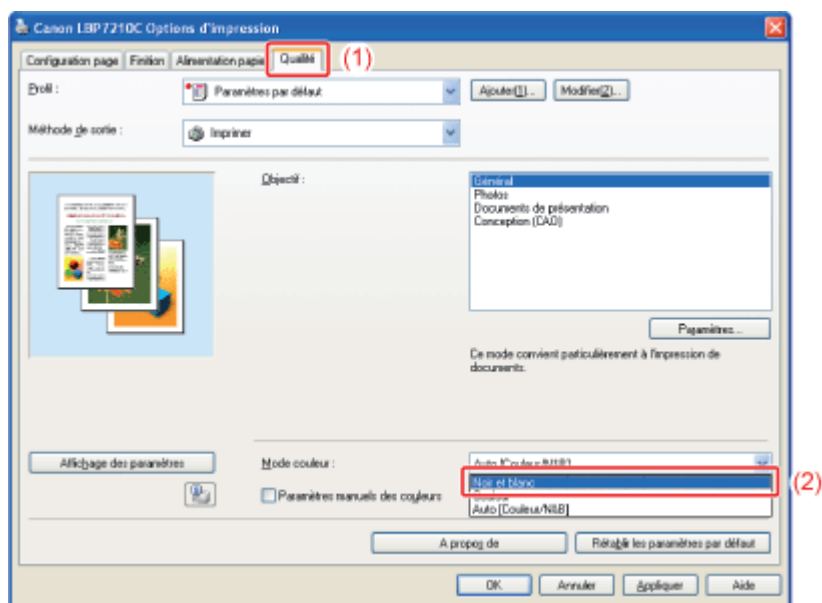 Canon LBP7210C Options d'impression
Configuration page Finition Alimentation papier Qualité (1)
Profil : Paramètres par défaut Ajouter(1)... Modifier(2)...
Méthode de sortie : Imprimer
Objectif : Général
Photos
Documents de présentation
Conception (CAO)
Paramètres...
Ce mode convient particulièrement à l'impression de
documents.
Affichage des paramètres Mode couleur : Auto [Couleur/N&B]
Noir et blanc (2)
Paramètres manuels des couleurs Couleur
Auto [Couleur/N&B]
A propos de Rétablir les paramètres par défaut
OK Annuler Appliquer Aide